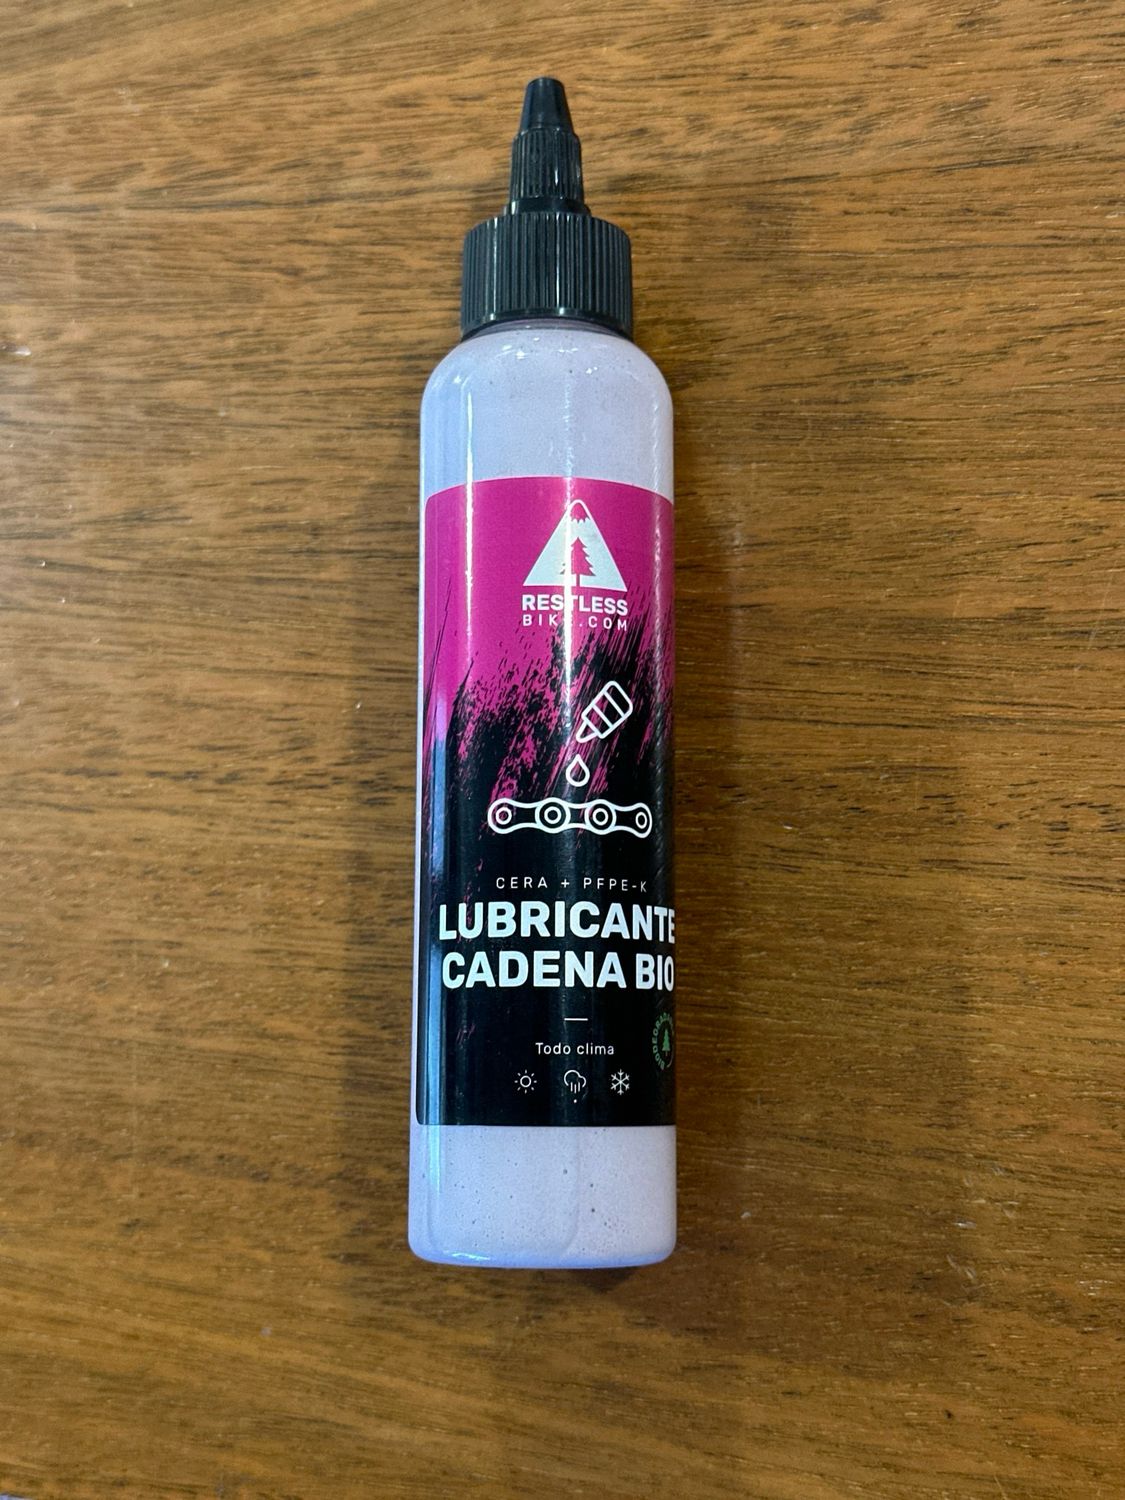 RESTLESS
BIKE.COM
CERA + PFPE-K
LUBRICANTE
CADENA BIO
Todo clima